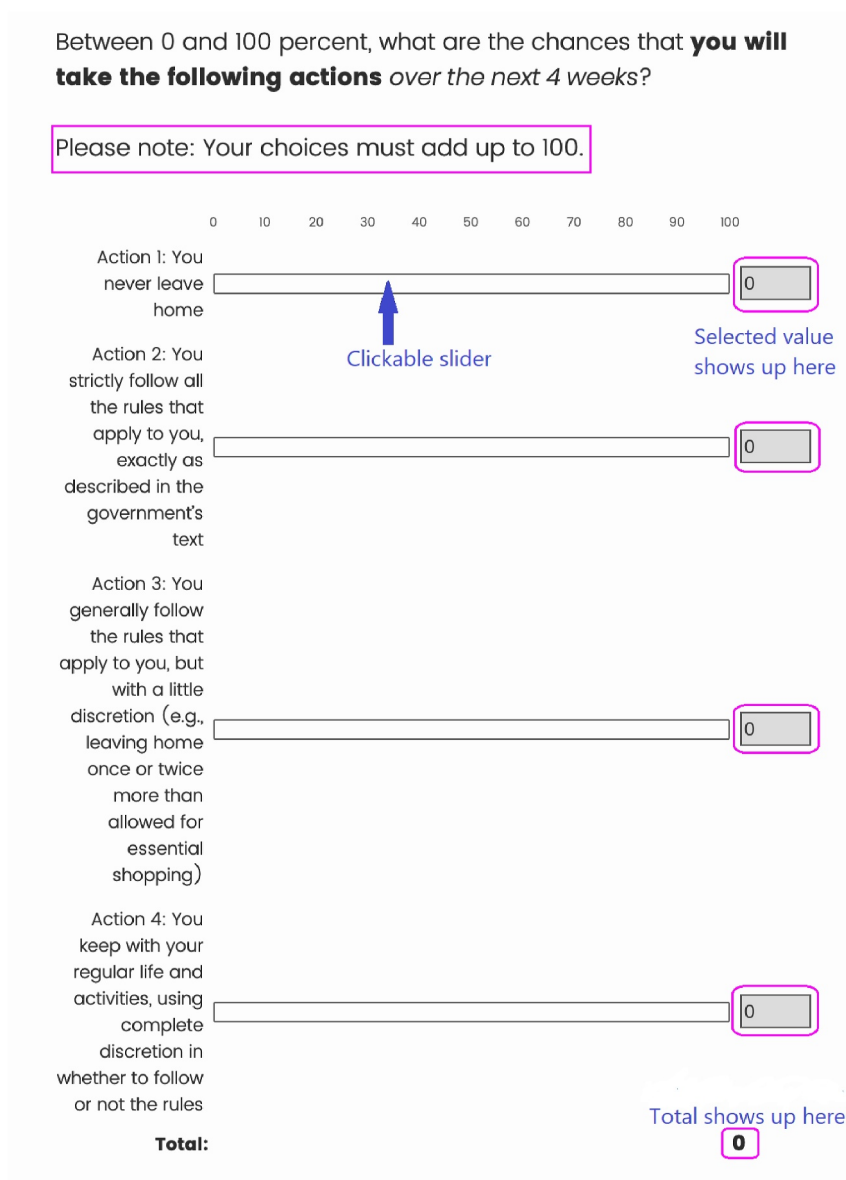 Between 0 and 100 percent, what are the chances that you will
take the following actions over the next 4 weeks?
Please note: Your choices must add up to 100.
0 10 20 30 40 50 60 70 80 90 100
Action 1: You
never leave
home
0
Clickable slider
Selected value
shows up here
Action 2: You
strictly follow all
the rules that
apply to you,
exactly as
described in the
government's
text
0
Action 3: You
generally follow
the rules that
apply to you, but
with a little
discretion (e.g.,
leaving home
once or twice
more than
allowed for
essential
shopping)
0
Action 4: You
keep with your
regular life and
activities, using
complete
discretion in
whether to follow
or not the rules
0
Total shows up here
Total: 0